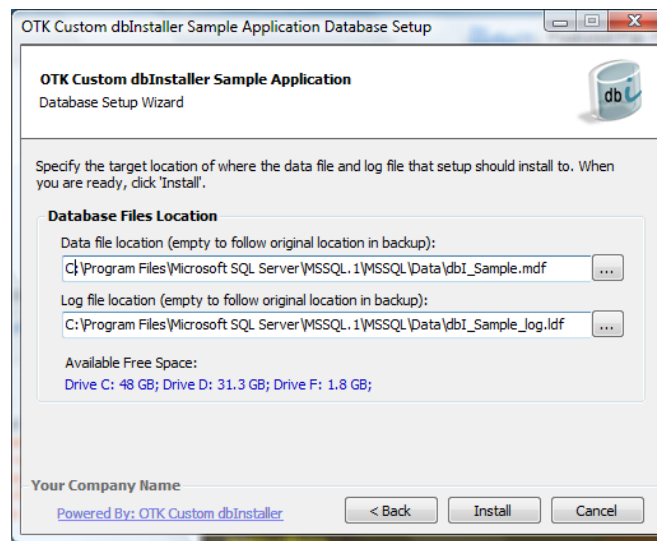 OTK Custom dbInstaller Sample Application Database Setup
OTK Custom dbInstaller Sample Application
Database Setup Wizard
db i
Specify the target location of where the data file and log file that setup should install to. When
you are ready, click 'Install'.
Database Files Location
Data file location (empty to follow original location in backup):
C:\Program Files\Microsoft SQL Server\MSSQL.1\MSSQL\Data\dbI_Sample.mdf
...
Log file location (empty to follow original location in backup):
C:\Program Files\Microsoft SQL Server\MSSQL.1\MSSQL\Data\dbI_Sample_log.ldf
...
Available Free Space:
Drive C: 48 GB; Drive D: 31.3 GB; Drive F: 1.8 GB;
Your Company Name
Powered By: OTK Custom dbInstaller
< Back
Install
Cancel